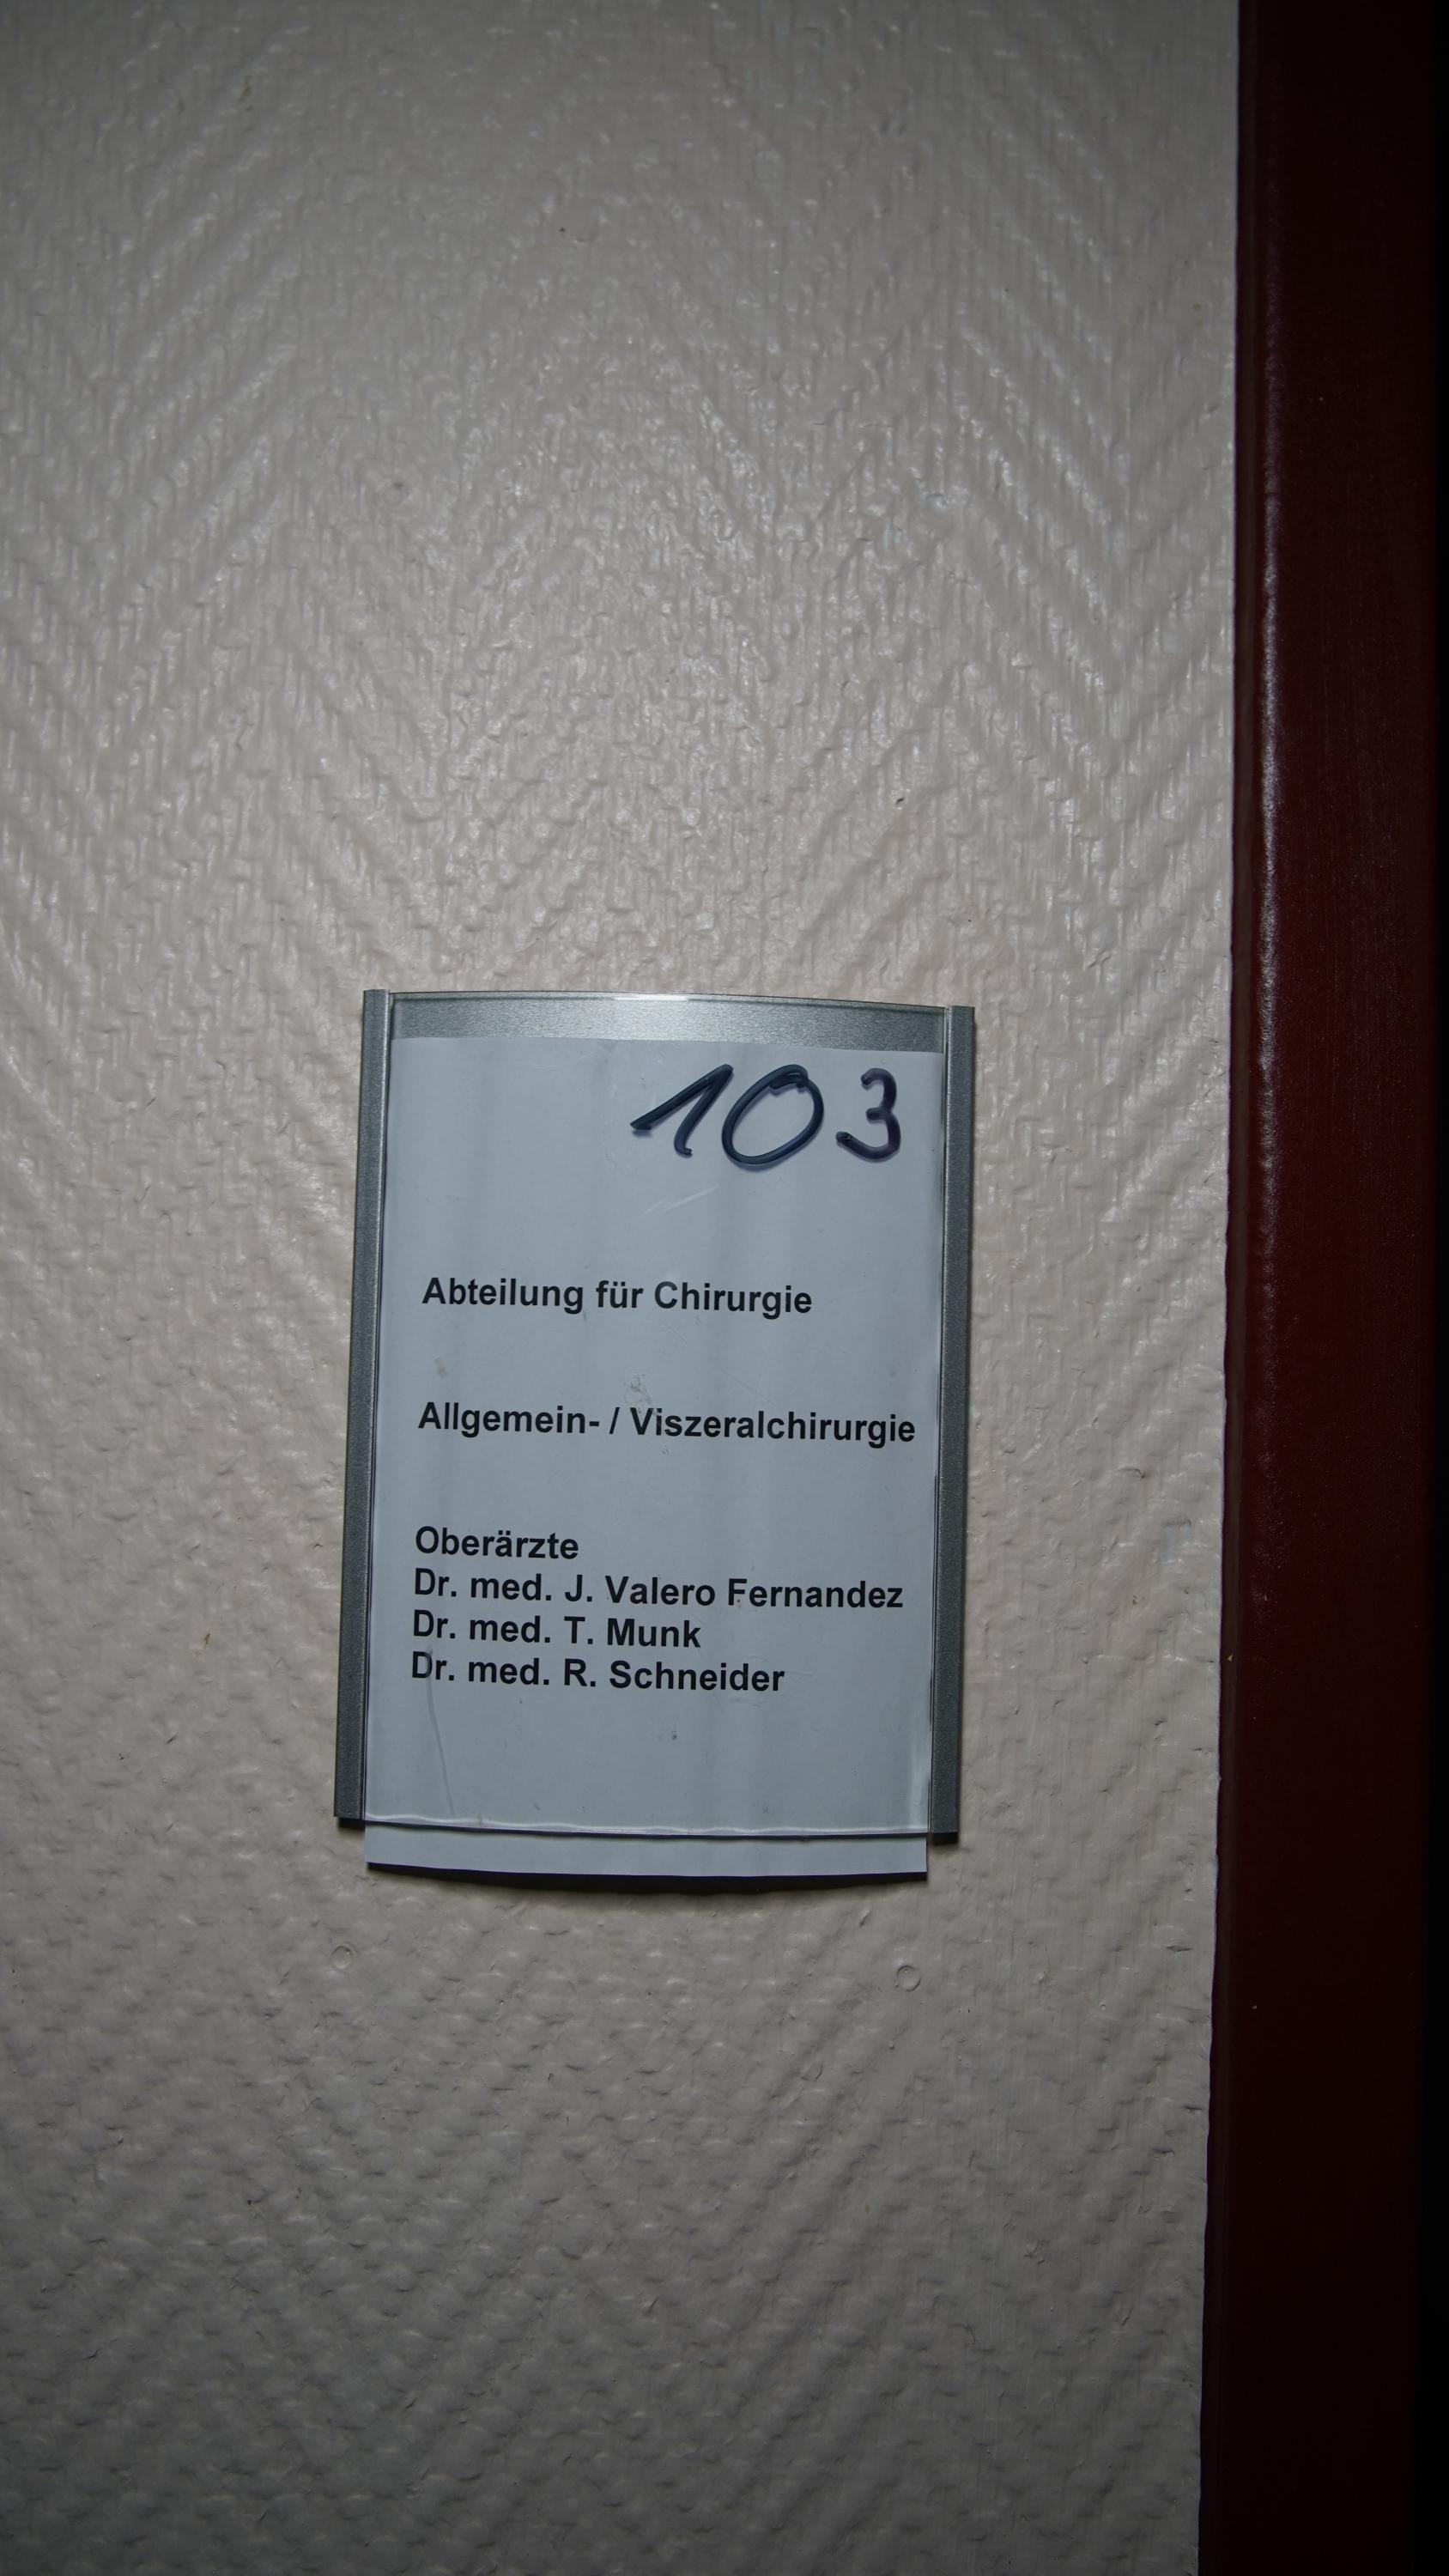 103
Abteilung für Chirurgie
Allgemein- / Viszeralchirurgie
Oberärzte
Dr. med. J. Valero Fernandez
Dr. med. T. Munk
Dr. med. R. Schneider